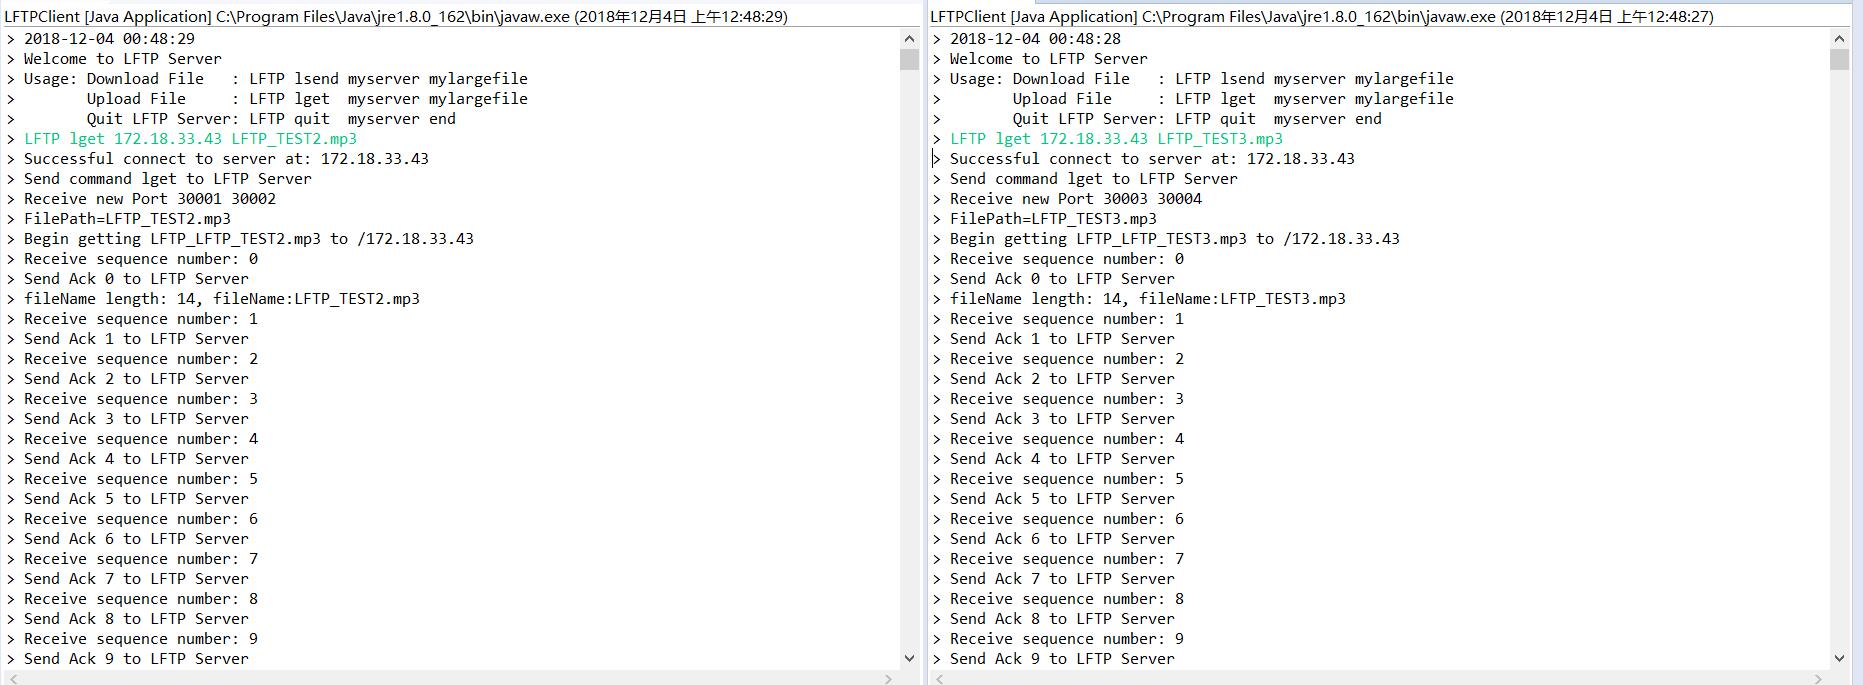 LFTPClient [Java Application] C:\Program Files\Java\jre1.8.0_162\bin\javaw.exe (2018年12月4日 上午12:48:29)
> 2018-12-04 00:48:29
> Welcome to LFTP Server
> Usage: Download File   : LFTP lsend myserver mylargefile
>        Upload File     : LFTP lget  myserver mylargefile
>        Quit LFTP Server: LFTP quit  myserver end
> LFTP lget 172.18.33.43 LFTP_TEST2.mp3
> Successful connect to server at: 172.18.33.43
> Send command lget to LFTP Server
> Receive new Port 30001 30002
> FilePath=LFTP_TEST2.mp3
> Begin getting LFTP_LFTP_TEST2.mp3 to /172.18.33.43
> Receive sequence number: 0
> Send Ack 0 to LFTP Server
> fileName length: 14, fileName:LFTP_TEST2.mp3
> Receive sequence number: 1
> Send Ack 1 to LFTP Server
> Receive sequence number: 2
> Send Ack 2 to LFTP Server
> Receive sequence number: 3
> Send Ack 3 to LFTP Server
> Receive sequence number: 4
> Send Ack 4 to LFTP Server
> Receive sequence number: 5
> Send Ack 5 to LFTP Server
> Receive sequence number: 6
> Send Ack 6 to LFTP Server
> Receive sequence number: 7
> Send Ack 7 to LFTP Server
> Receive sequence number: 8
> Send Ack 8 to LFTP Server
> Receive sequence number: 9
> Send Ack 9 to LFTP Server
LFTPClient [Java Application] C:\Program Files\Java\jre1.8.0_162\bin\javaw.exe (2018年12月4日 上午12:48:27)
> 2018-12-04 00:48:28
> Welcome to LFTP Server
> Usage: Download File   : LFTP lsend myserver mylargefile
>        Upload File     : LFTP lget  myserver mylargefile
>        Quit LFTP Server: LFTP quit  myserver end
> LFTP lget 172.18.33.43 LFTP_TEST3.mp3
> Successful connect to server at: 172.18.33.43
> Send command lget to LFTP Server
> Receive new Port 30003 30004
> FilePath=LFTP_TEST3.mp3
> Begin getting LFTP_LFTP_TEST3.mp3 to /172.18.33.43
> Receive sequence number: 0
> Send Ack 0 to LFTP Server
> fileName length: 14, fileName:LFTP_TEST3.mp3
> Receive sequence number: 1
> Send Ack 1 to LFTP Server
> Receive sequence number: 2
> Send Ack 2 to LFTP Server
> Receive sequence number: 3
> Send Ack 3 to LFTP Server
> Receive sequence number: 4
> Send Ack 4 to LFTP Server
> Receive sequence number: 5
> Send Ack 5 to LFTP Server
> Receive sequence number: 6
> Send Ack 6 to LFTP Server
> Receive sequence number: 7
> Send Ack 7 to LFTP Server
> Receive sequence number: 8
> Send Ack 8 to LFTP Server
> Receive sequence number: 9
> Send Ack 9 to LFTP Server